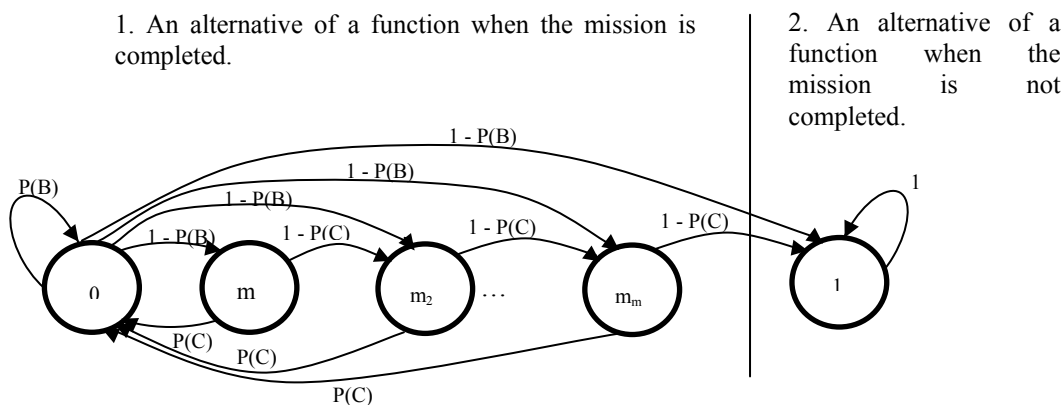 1. An alternative of a function when the mission is
completed.
2. An alternative of a
function when the
mission is not
completed.
1 - P(B)
P(B)
1 - P(B)
1
1 - P(B)
1 - P(C)
1 - P(B)
1 - P(C)
1 - P(C)
0
m
m₂
...
mₘ
1
P(C)
P(C)
P(C)